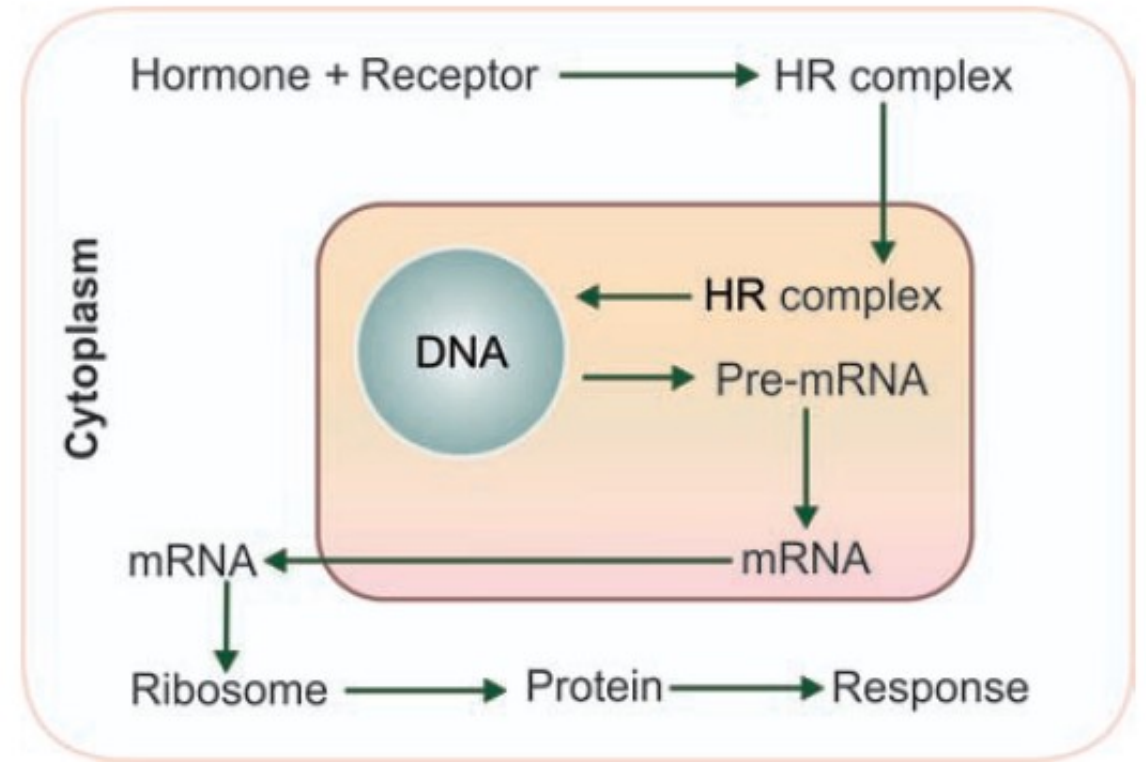 Hormone + Receptor
HR complex
Cytoplasm
HR complex
DNA
Pre-mRNA
mRNA
mRNA
Ribosome
Protein
Response